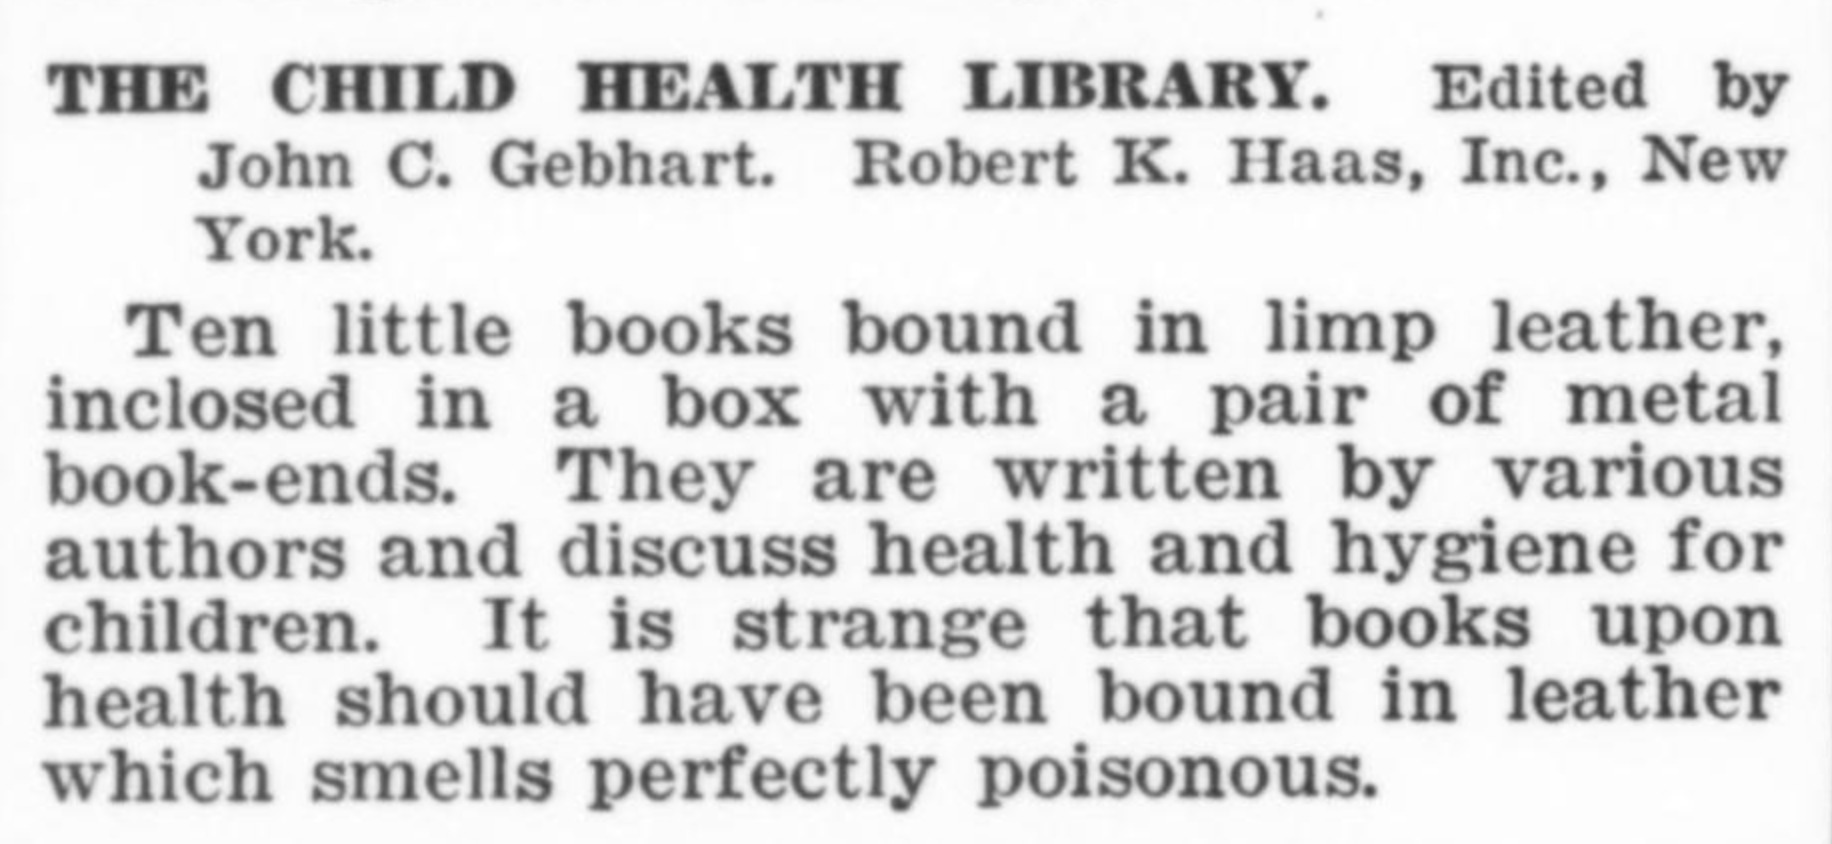 THE CHILD HEALTH LIBRARY. Edited by
John C. Gebhart. Robert K. Haas, Inc., New
York.
Ten little books bound in limp leather,
inclosed in a box with a pair of metal
book-ends. They are written by various
authors and discuss health and hygiene for
children. It is strange that books upon
health should have been bound in leather
which smells perfectly poisonous.